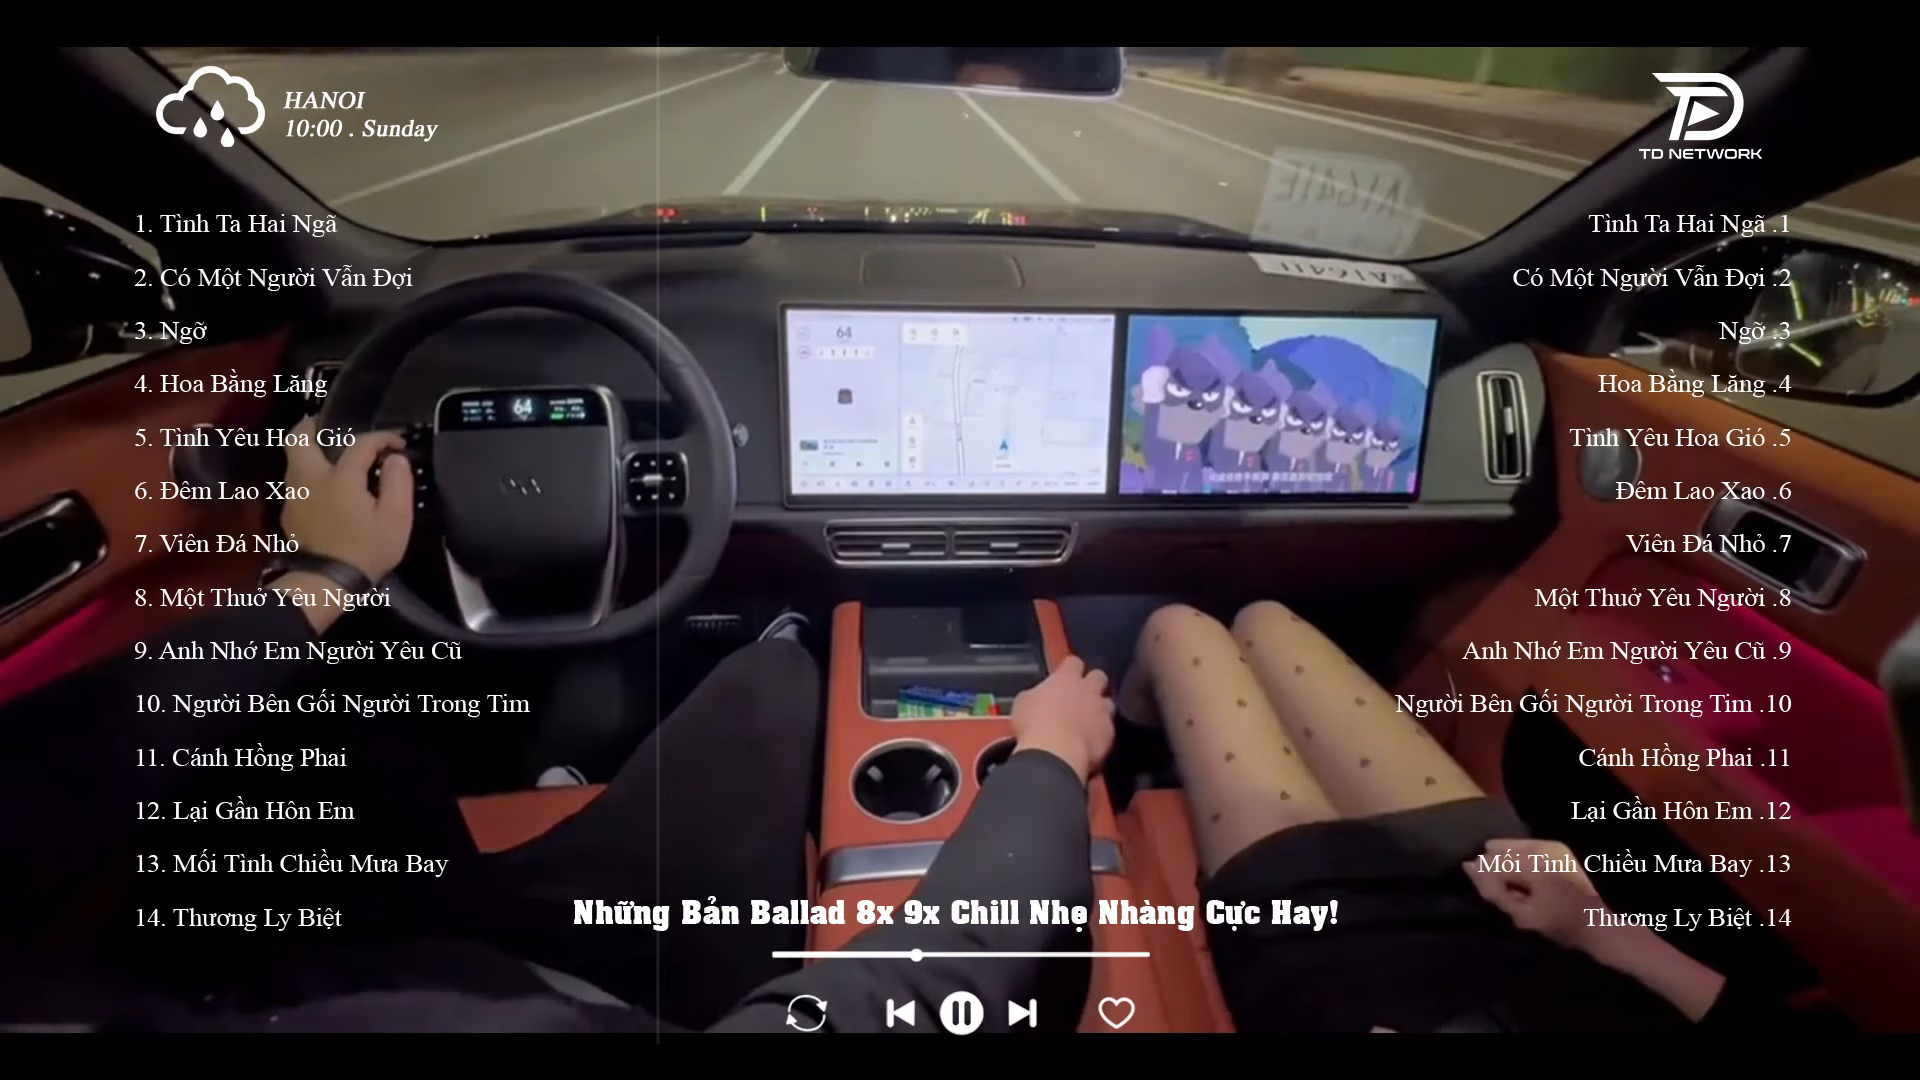 HANOI
10:00 . Sunday
TD NETWORK
1. Tình Ta Hai Ngã
2. Có Một Người Vẫn Đợi
3. Ngỡ
4. Hoa Bằng Lăng
5. Tình Yêu Hoa Gió
6. Đêm Lao Xao
7. Viên Đá Nhỏ
8. Một Thuở Yêu Người
9. Anh Nhớ Em Người Yêu Cũ
10. Người Bên Gối Người Trong Tim
11. Cánh Hồng Phai
12. Lại Gần Hôn Em
13. Mối Tình Chiều Mưa Bay
14. Thương Ly Biệt
Tình Ta Hai Ngã .1
Có Một Người Vẫn Đợi .2
Ngỡ .3
Hoa Bằng Lăng .4
Tình Yêu Hoa Gió .5
Đêm Lao Xao .6
Viên Đá Nhỏ .7
Một Thuở Yêu Người .8
Anh Nhớ Em Người Yêu Cũ .9
Người Bên Gối Người Trong Tim .10
Cánh Hồng Phai .11
Lại Gần Hôn Em .12
Mối Tình Chiều Mưa Bay .13
Thương Ly Biệt .14
64
64
Những Bản Ballad 8x 9x Chill Nhẹ Nhàng Cực Hay!